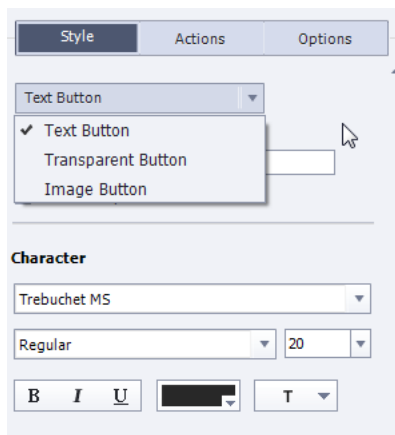 Style Actions Options
Text Button
✔ Text Button
Transparent Button
Image Button
Character
Trebuchet MS
Regular 20
B I U T